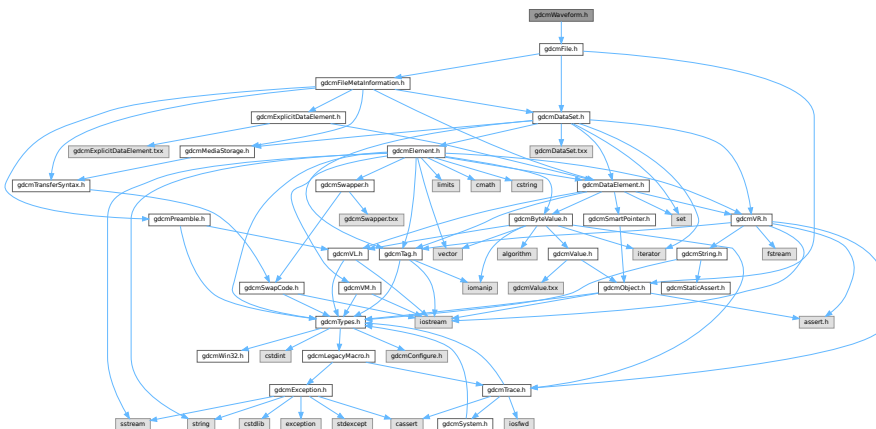 gdcmWaveform.h
gdcmFile.h
gdcmFileMetaInformation.h
gdcmExplicitDataElement.h
gdcmDataSet.h
gdcmExplicitDataElement.txx
gdcmMediaStorage.h
gdcmElement.h
gdcmDataSet.txx
gdcmTransferSyntax.h
gdcmSwapper.h
limits
cmath
cstring
gdcmDataElement.h
gdcmPreamble.h
gdcmSwapper.txx
gdcmByteValue.h
gdcmSmartPointer.h
set
gdcmVR.h
gdcmVL.h
gdcmTag.h
vector
algorithm
gdcmValue.h
iterator
gdcmString.h
fstream
gdcmSwapCode.h
gdcmVM.h
iomanip
gdcmValue.txx
gdcmObject.h
gdcmStaticAssert.h
gdcmTypes.h
iostream
assert.h
gdcmWin32.h
cstdint
gdcmLegacyMacro.h
gdcmConfigure.h
gdcmException.h
gdcmTrace.h
sstream
string
cstdlib
exception
stdexcept
cassert
gdcmSystem.h
iosfwd